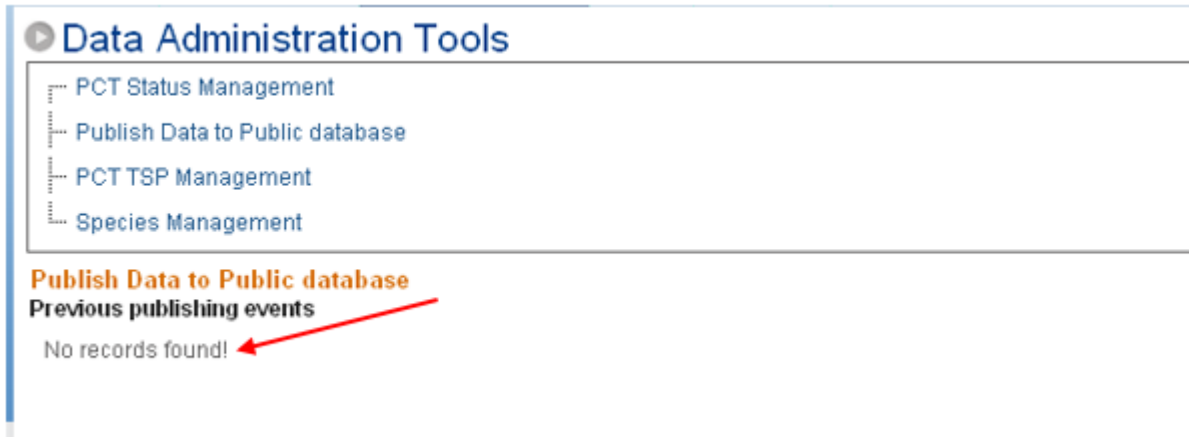 Data Administration Tools
PCT Status Management
Publish Data to Public database
PCT TSP Management
Species Management
Publish Data to Public database
Previous publishing events
No records found!